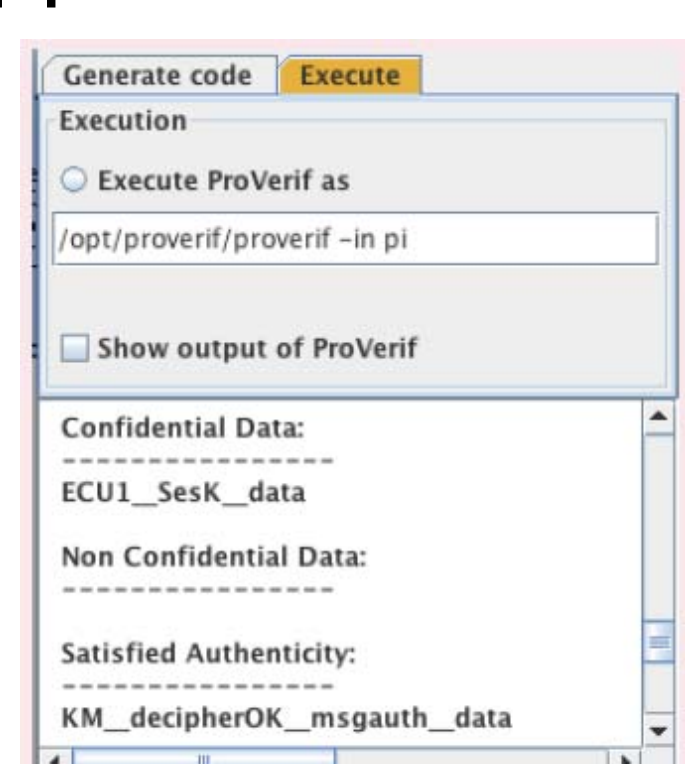 Generate code Execute
Execution
Execute ProVerif as
/opt/proverif/proverif -in pi
Show output of ProVerif
Confidential Data:
-----------------
ECU1__SesK__data
Non Confidential Data:
-----------------
Satisfied Authenticity:
-----------------
KM__decipherOK__msgauth__data